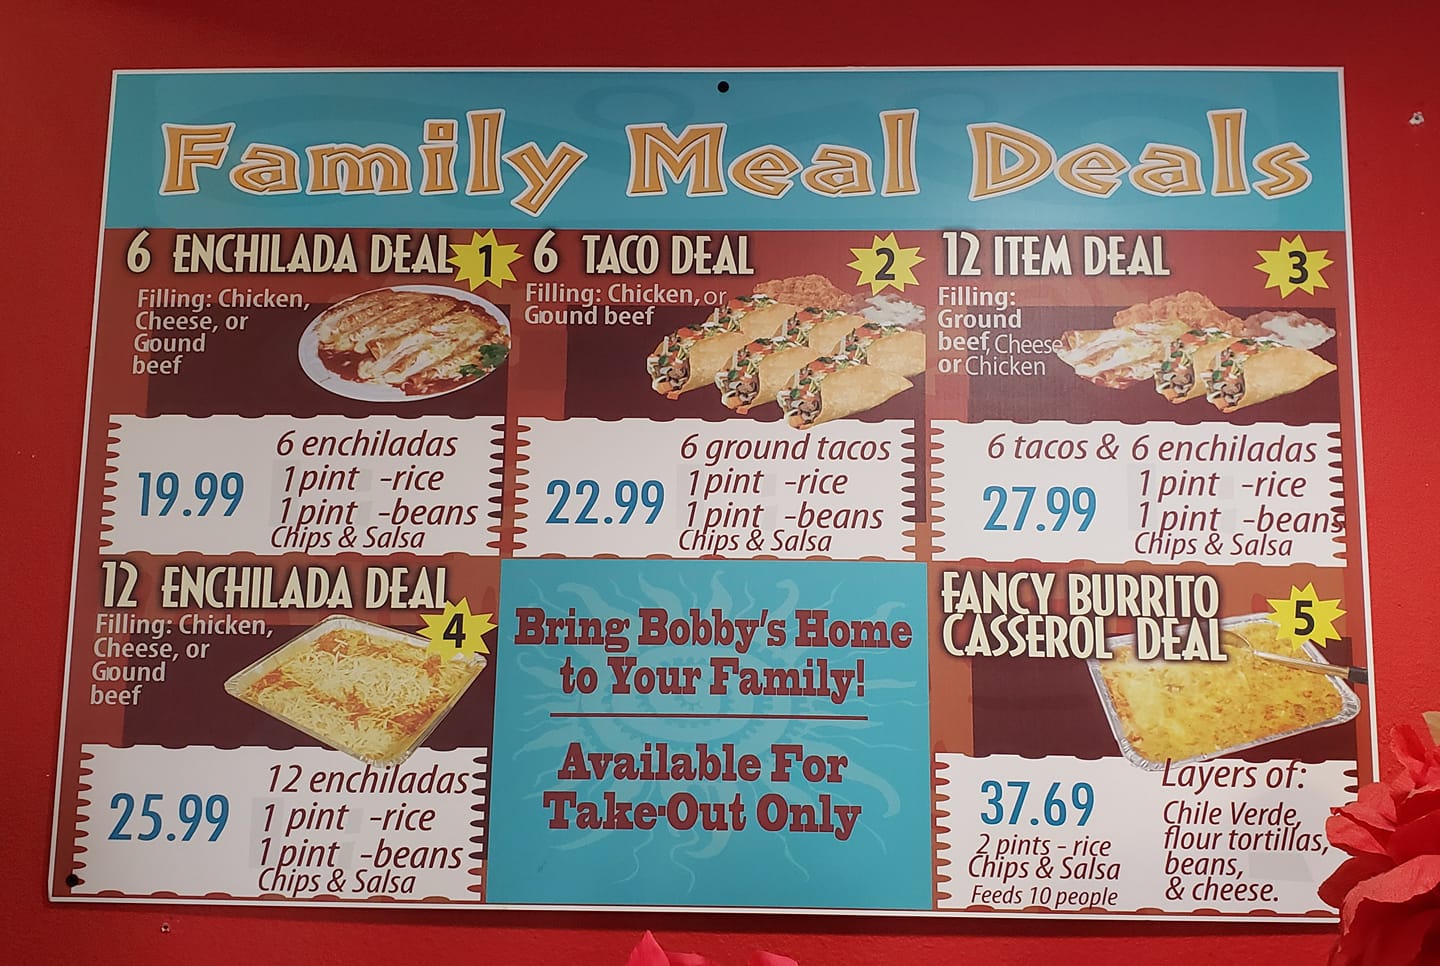 Family Meal Deals
6 ENCHILADA DEAL 1
Filling: Chicken,
Cheese, or
Gound
beef
19.99
6 enchiladas
1 pint -rice
1 pint -beans
Chips & Salsa
6 TACO DEAL 2
Filling: Chicken, or
Gound beef
22.99
6 ground tacos
1 pint -rice
1 pint -beans
Chips & Salsa
12 ITEM DEAL 3
Filling:
Ground
beef, Cheese
or Chicken
27.99
6 tacos & 6 enchiladas
1 pint -rice
1 pint -beans
Chips & Salsa
12 ENCHILADA DEAL 4
Filling: Chicken,
Cheese, or
Gound
beef
25.99
12 enchiladas
1 pint -rice
1 pint -beans
Chips & Salsa
Bring Bobby's Home
to Your Family!
Available For
Take-Out Only
FANCY BURRITO
CASSEROL DEAL 5
37.69
2 pints - rice
Chips & Salsa
Feeds 10 people
Layers of:
Chile Verde,
flour tortillas,
beans,
& cheese.